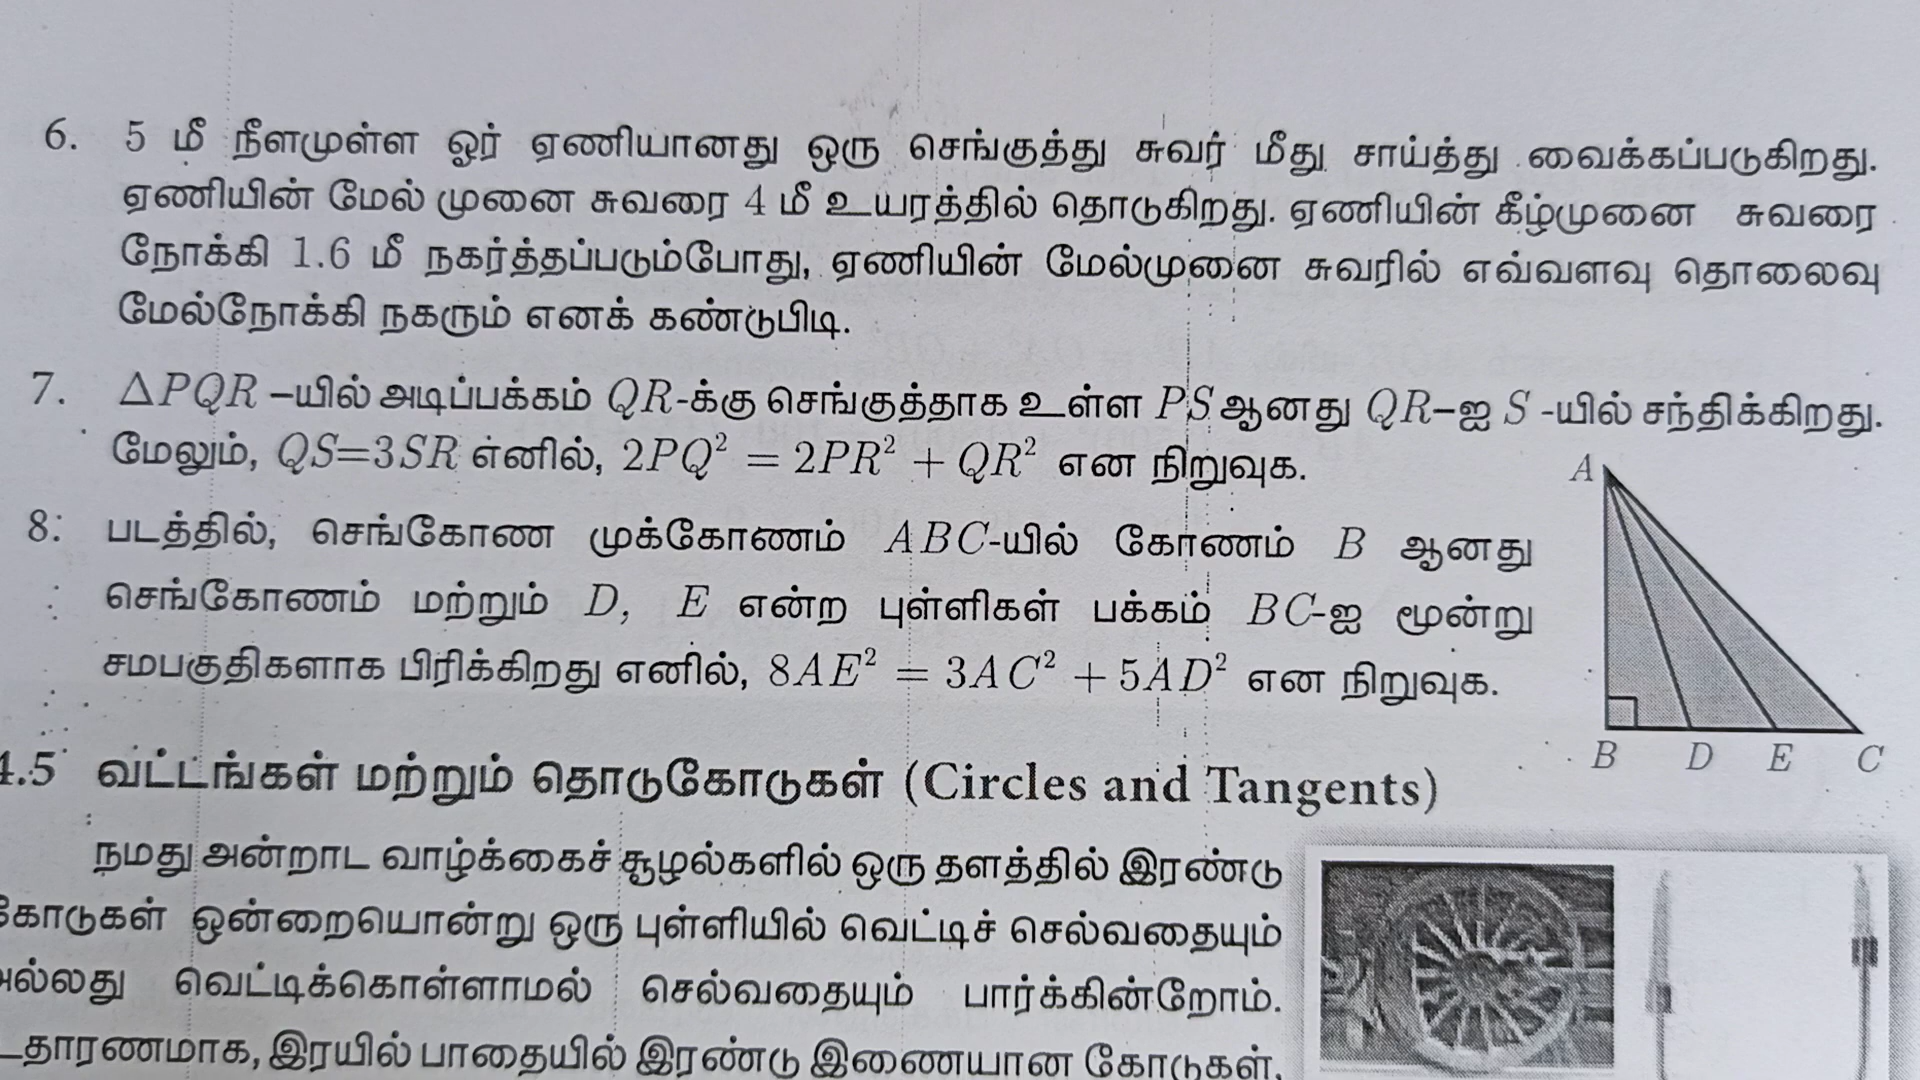 6. 5 மீ நீளமுள்ள ஓர் ஏணியானது ஒரு செங்குத்து சுவர் மீது சாய்த்து வைக்கப்படுகிறது.
ஏணியின் மேல் முனை சுவரை 4 மீ உயரத்தில் தொடுகிறது. ஏணியின் கீழ்முனை சுவரை
நோக்கி 1.6 மீ நகர்த்தப்படும்போது, ஏணியின் மேல்முனை சுவரில் எவ்வளவு தொலைவு
மேல்நோக்கி நகரும் எனக் கண்டுபிடி.
7. ΔPQR –யில் அடிப்பக்கம் QR-க்கு செங்குத்தாக உள்ள PS ஆனது QR–ஐ S -யில் சந்திக்கிறது.
மேலும், QS=3SR எனில், 2PQ² = 2PR² + QR² என நிறுவுக.
8. படத்தில், செங்கோண முக்கோணம் ABC-யில் கோணம் B ஆனது
செங்கோணம் மற்றும் D, E என்ற புள்ளிகள் பக்கம் BC-ஐ மூன்று
சமபகுதிகளாக பிரிக்கிறது எனில், 8AE² = 3AC² + 5AD² என நிறுவுக.
A
B D E C
4.5 வட்டங்கள் மற்றும் தொடுகோடுகள் (Circles and Tangents)
நமது அன்றாட வாழ்க்கைச் சூழல்களில் ஒரு தளத்தில் இரண்டு
கோடுகள் ஒன்றையொன்று ஒரு புள்ளியில் வெட்டிச் செல்வதையும்
அல்லது வெட்டிக்கொள்ளாமல் செல்வதையும் பார்க்கின்றோம்.
உதாரணமாக, இரயில் பாதையில் இரண்டு இணையான கோடுகள்,